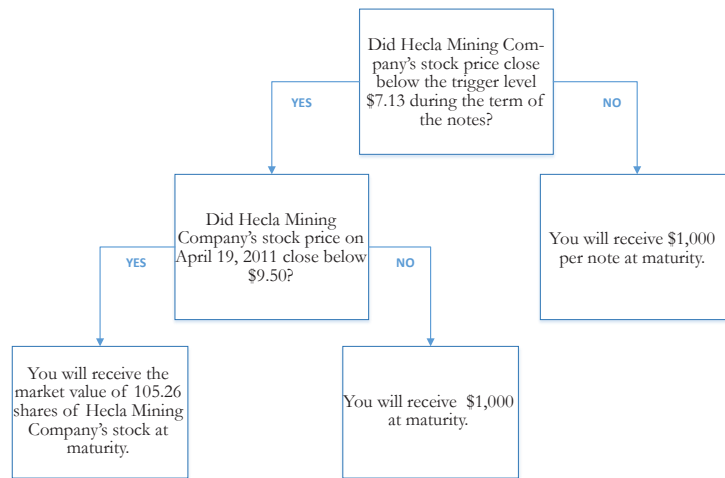 Did Hecla Mining Com-
pany's stock price close
below the trigger level
$7.13 during the term of
the notes?
YES
NO
Did Hecla Mining
Company's stock price on
April 19, 2011 close below
$9.50?
You will receive $1,000
per note at maturity.
YES
NO
You will receive the
market value of 105.26
shares of Hecla Mining
Company's stock at
maturity.
You will receive $1,000
at maturity.